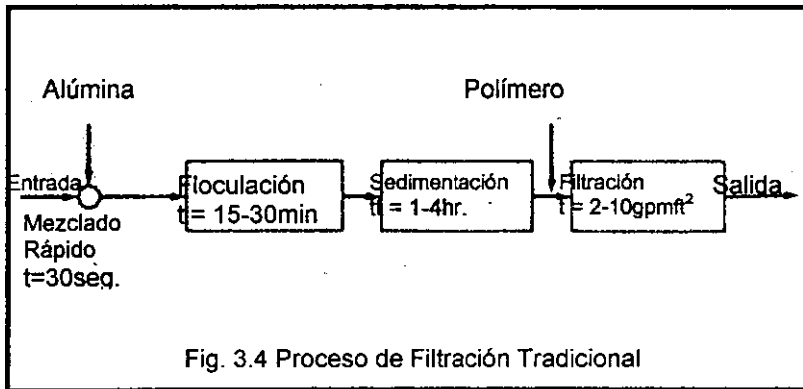 Alúmina
Polímero
Entrada
Mezclado
Rápido
t=30seg.
Floculación
t = 15-30min
Sedimentación
t = 1-4hr.
Filtración
t = 2-10gpmft²
Salida
Fig. 3.4 Proceso de Filtración Tradicional